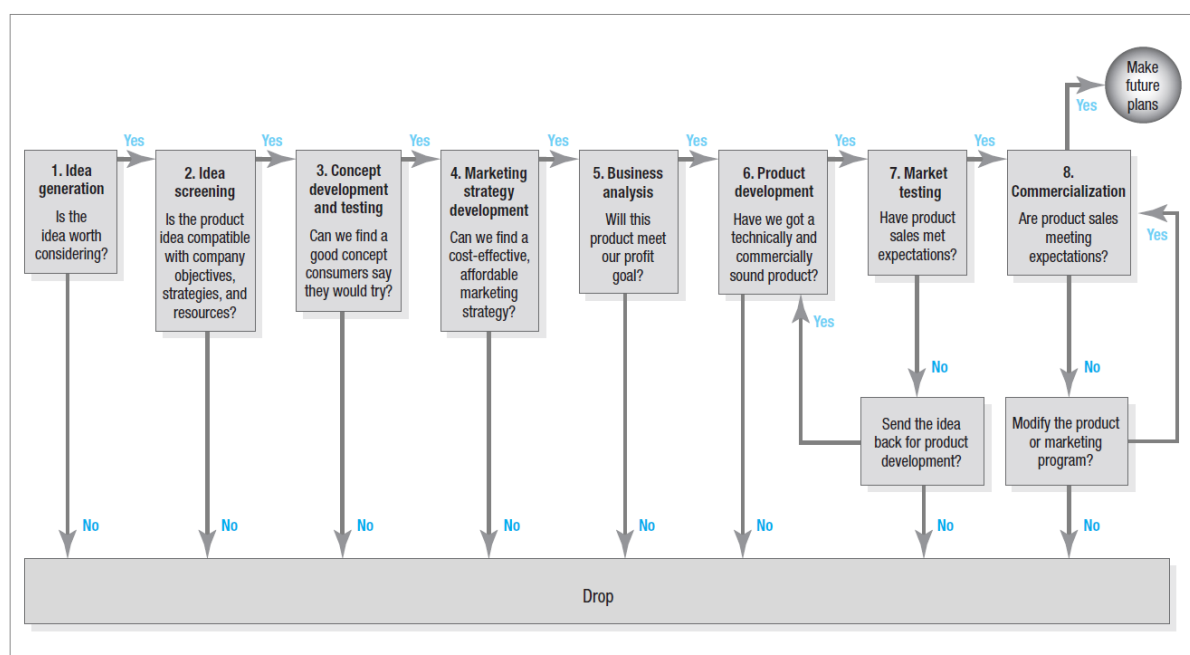 Make
future
plans
Yes
Yes
Yes
Yes
Yes
Yes
Yes
Yes
1. Idea
generation
Is the
idea worth
considering?
2. Idea
screening
Is the product
idea compatible
with company
objectives,
strategies, and
resources?
3. Concept
development
and testing
Can we find a
good concept
consumers say
they would try?
4. Marketing
strategy
development
Can we find a
cost-effective,
affordable
marketing
strategy?
5. Business
analysis
Will this
product meet
our profit
goal?
6. Product
development
Have we got a
technically and
commercially
sound product?
7. Market
testing
Have product
sales met
expectations?
8.
Commercialization
Are product sales
meeting
expectations?
Yes
Yes
No
No
Send the idea
back for product
development?
Modify the product
or marketing
program?
No
No
No
No
No
No
No
No
Drop